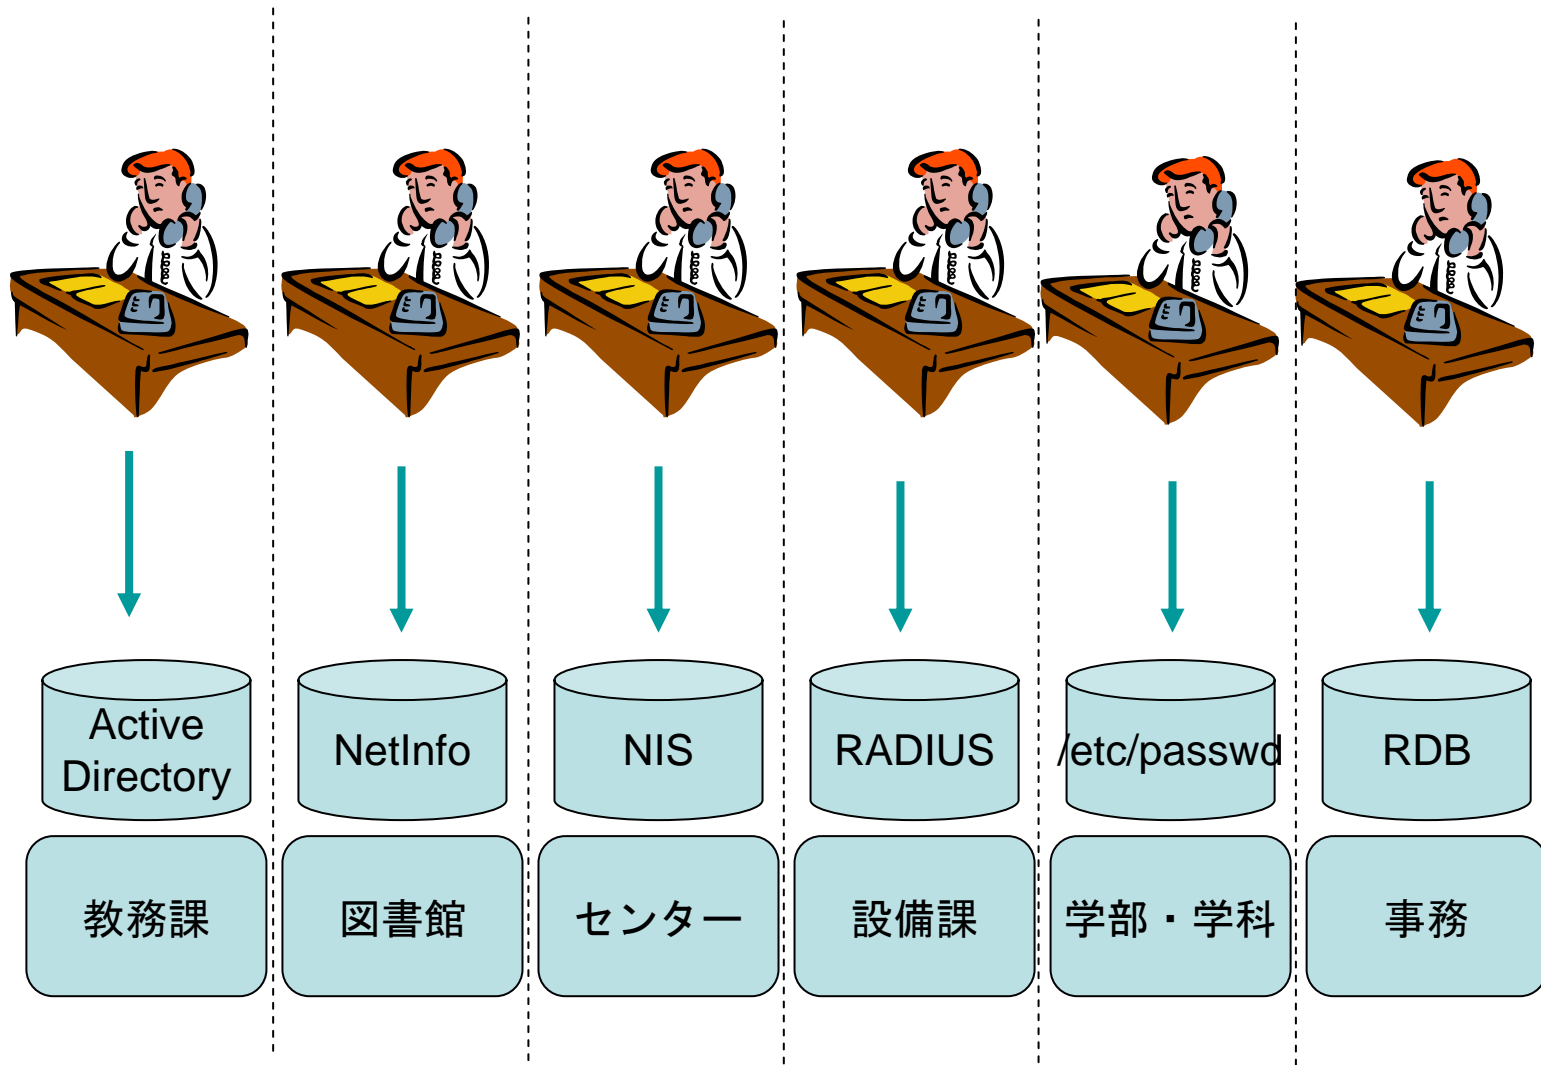 Active
Directory
NetInfo
NIS
RADIUS
/etc/passwd
RDB
教務課
図書館
センター
設備課
学部・学科
事務